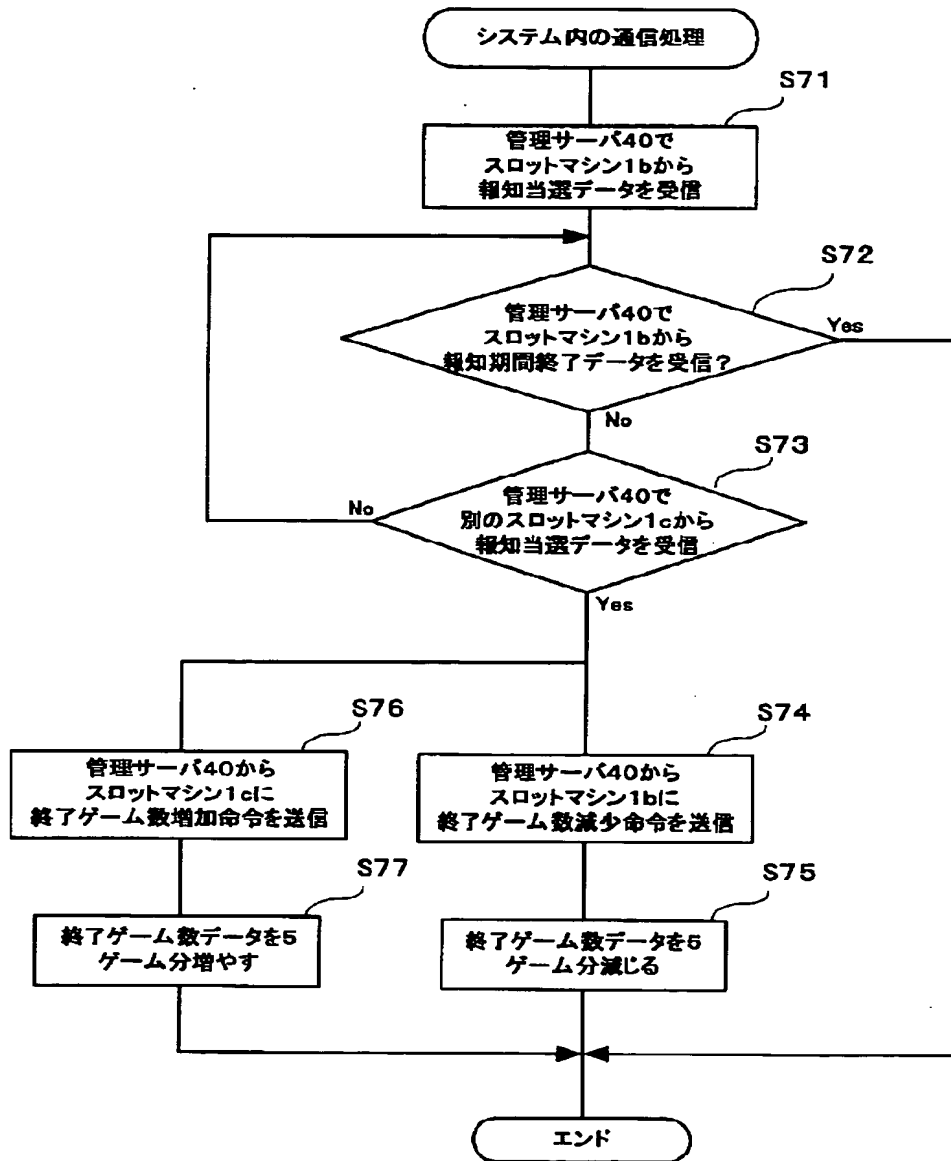 システム内の通信処理
S71
管理サーバ40で
スロットマシン1bから
報知当選データを受信
S72
管理サーバ40で
スロットマシン1bから
報知期間終了データを受信?
Yes
No
S73
管理サーバ40で
別のスロットマシン1cから
報知当選データを受信
No
Yes
S76
管理サーバ40から
スロットマシン1cに
終了ゲーム数増加命令を送信
S74
管理サーバ40から
スロットマシン1bに
終了ゲーム数減少命令を送信
S77
終了ゲーム数データを5
ゲーム分増やす
S75
終了ゲーム数データを5
ゲーム分減じる
エンド